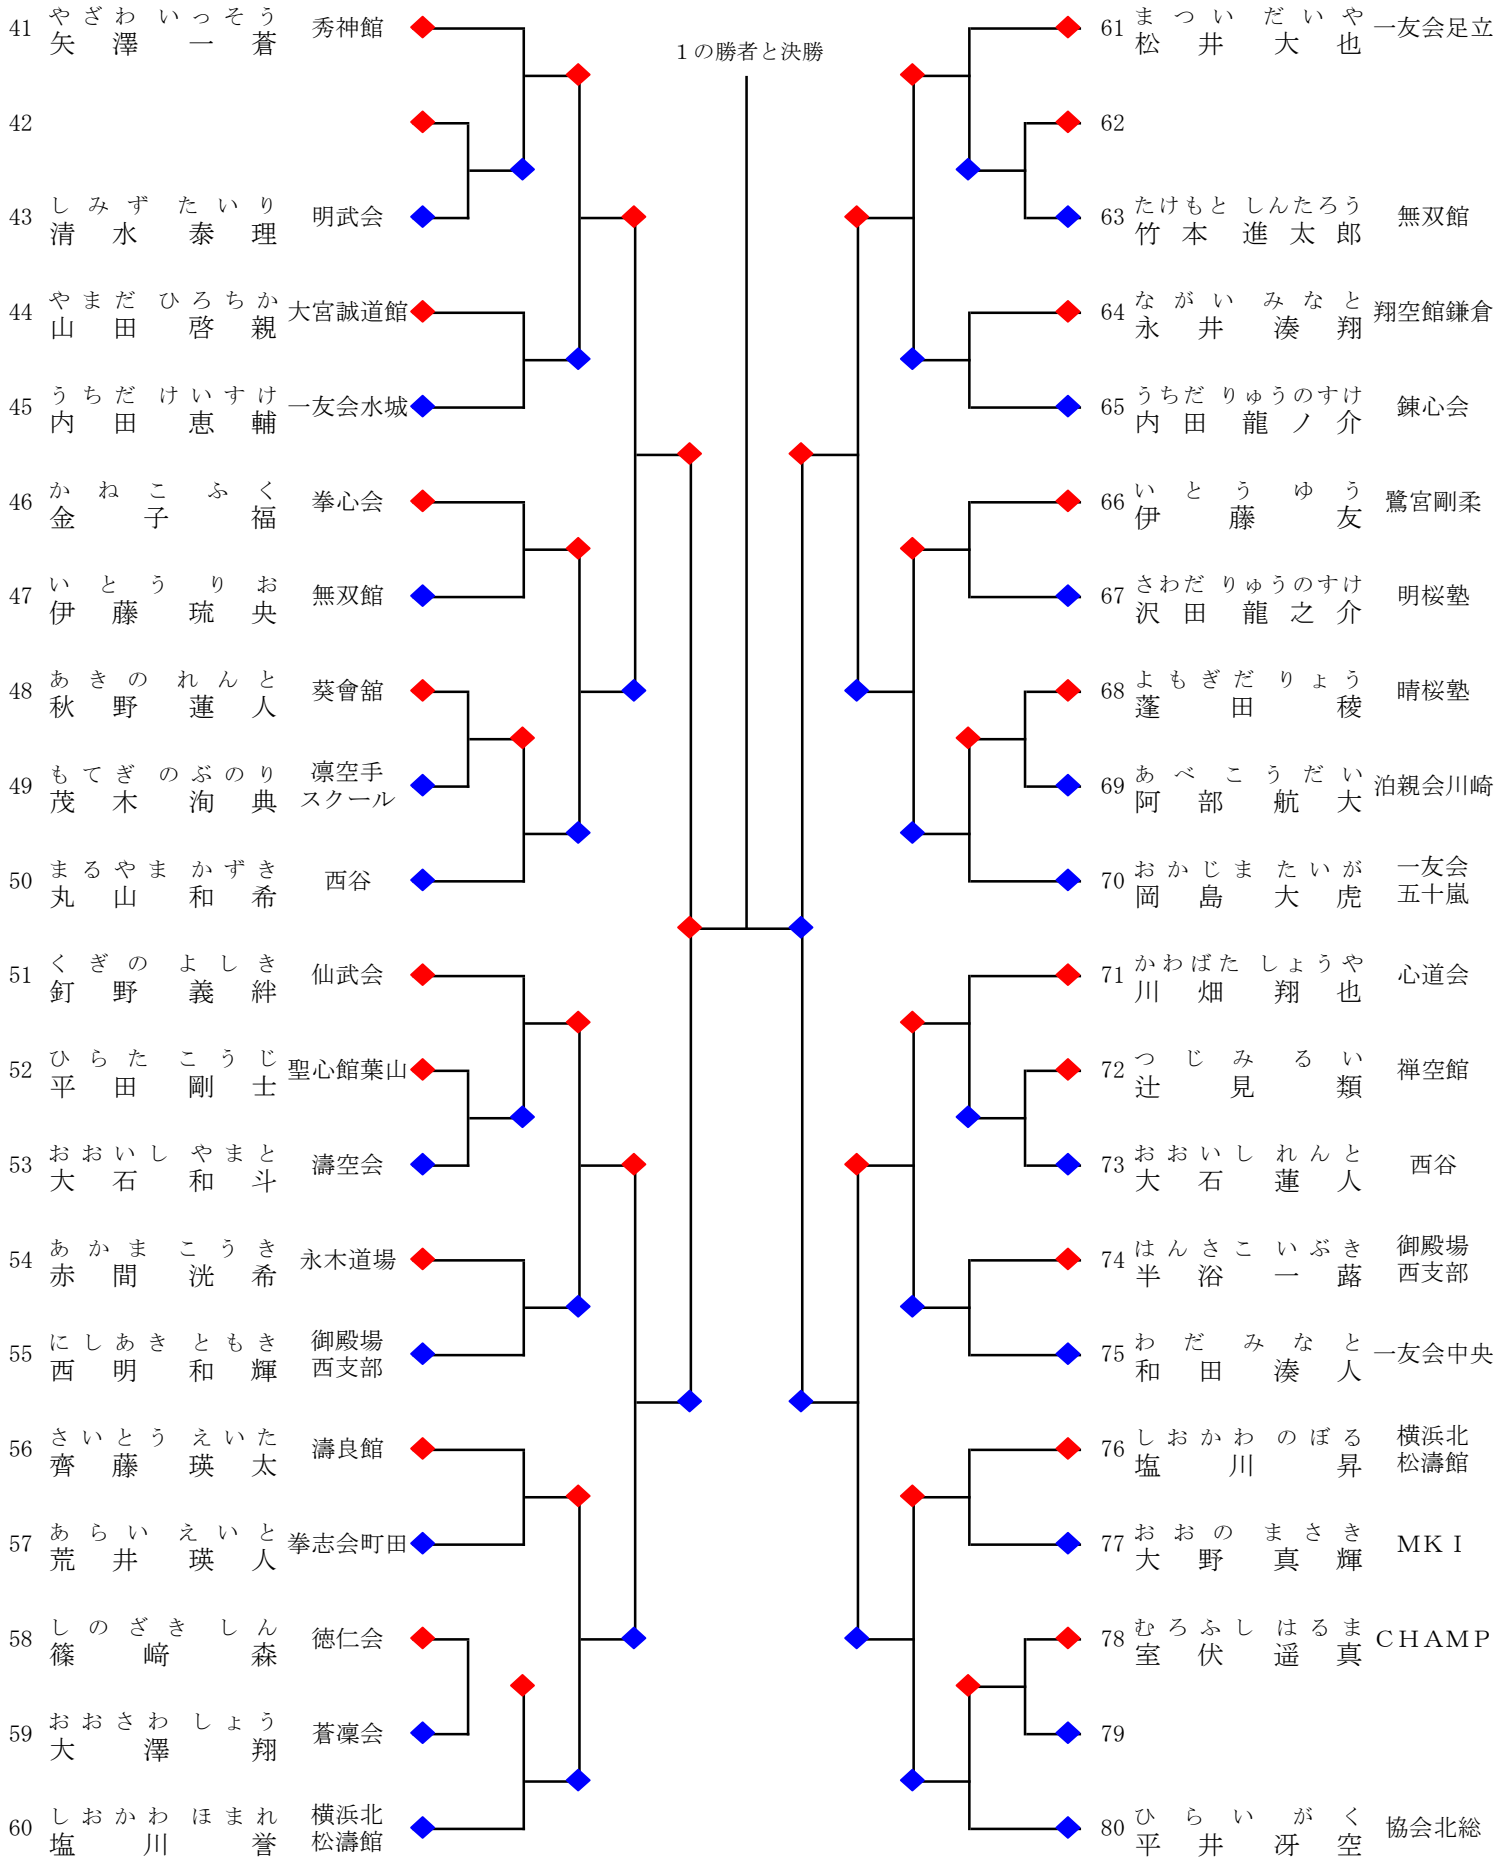 １の勝者と決勝
やざわ いっそう
41 矢澤一蒼 秀神館
42
しみず たいり
43 清水泰理 明武会
やまだ ひろちか
44 山田啓親 大宮誠道館
うちだ けいすけ
45 内田恵輔 一友会水城
かねこ ふく
46 金子福 拳心会
いとう りお
47 伊藤琉央 無双館
あきの れんと
48 秋野蓮人 葵會舘
もてぎ のぶのり
49 茂木洵典 凛空手
スクール
まるやま かずき
50 丸山和希 西谷
くぎの よしき
51 釘野義絆 仙武会
ひらた こうじ
52 平田剛士 聖心館葉山
おおいし やまと
53 大石和斗 濤空会
あかま こうき
54 赤間洸希 永木道場
にしあき ともき
55 西明和輝 御殿場
西支部
さいとう えいた
56 齊藤瑛太 濤良館
あらい えいと
57 荒井瑛人 拳志会町田
しのざき しん
58 篠﨑森 徳仁会
おおさわ しょう
59 大澤翔 蒼凜会
しおかわ ほまれ
60 塩川誉 横浜北
松濤館
まつい だいや
61 松井大也 一友会足立
62
たけもと しんたろう
63 竹本進太郎 無双館
ながい みなと
64 永井湊翔 翔空館鎌倉
うちだ りゅうのすけ
65 内田龍ノ介 錬心会
いとう ゆう
66 伊藤友 鷺宮剛柔
さわだ りゅうのすけ
67 沢田龍之介 明桜塾
よもぎだ りょう
68 蓬田稜 晴桜塾
あべ こうだい
69 阿部航大 泊親会川崎
おかじま たいが
70 岡島大虎 一友会
五十嵐
かわばた しょうや
71 川畑翔也 心道会
つじみ るい
72 辻見類 禅空館
おおいし れんと
73 大石蓮人 西谷
はんさこ いぶき
74 半浴一蕗 御殿場
西支部
わだ みなと
75 和田湊人 一友会中央
しおかわ のぼる
76 塩川昇 横浜北
松濤館
おおの まさき
77 大野真輝 ＭＫＩ
むろふし はるま
78 室伏遥真 ＣＨＡＭＰ
79
ひらい がく
80 平井冴空 協会北総